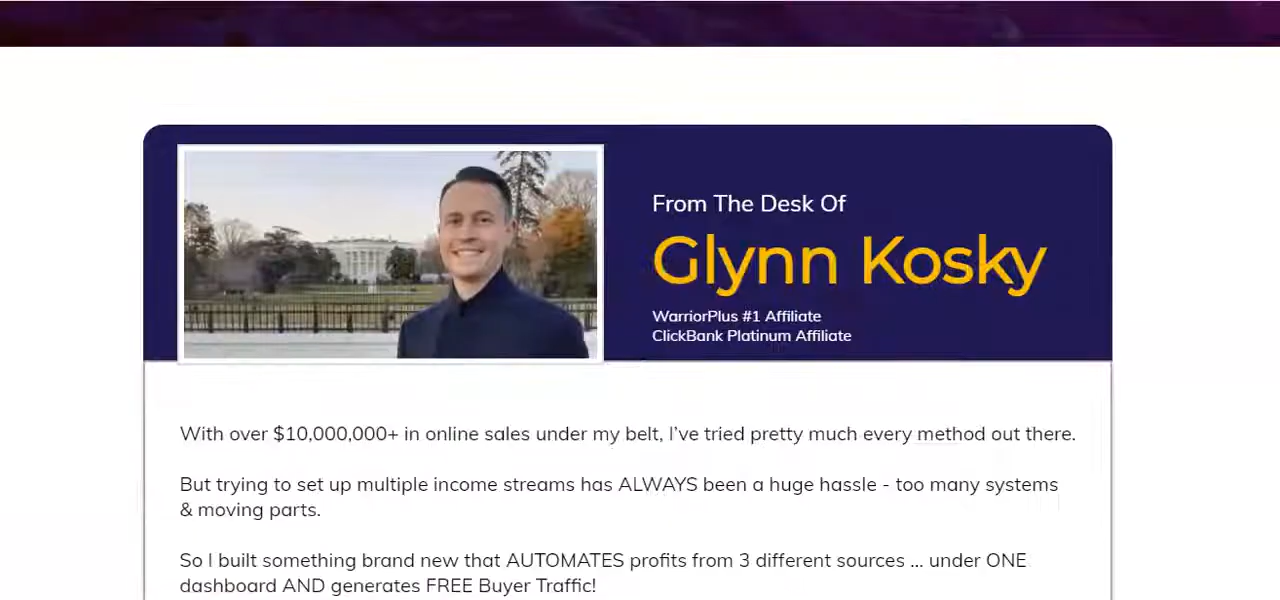 From The Desk Of
Glynn Kosky
WarriorPlus #1 Affiliate
ClickBank Platinum Affiliate
With over $10,000,000+ in online sales under my belt, I’ve tried pretty much every method out there.
But trying to set up multiple income streams has ALWAYS been a huge hassle - too many systems
& moving parts.
So I built something brand new that AUTOMATES profits from 3 different sources ... under ONE
dashboard AND generates FREE Buyer Traffic!